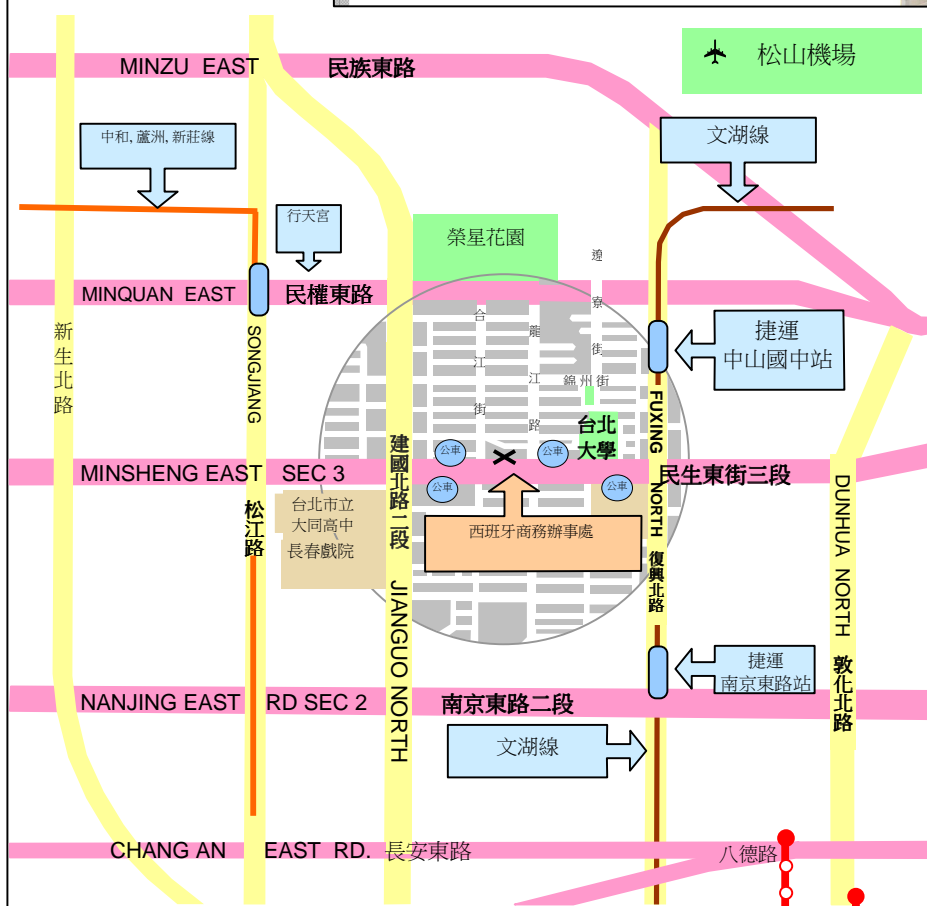 MINZU EAST 民族東路
松山機場
中和, 蘆洲, 新莊線
文湖線
行天宮
榮星花園
遼
寮
街
MINQUAN EAST 民權東路
新生北路
SONGJIANG
松江路
合江街
龍江路
錦州街
捷運
中山國中站
FUXING NORTH 復興北路
台北
大學
公車
公車
公車
公車
MINSHENG EAST SEC 3 民生東街三段
建國北路二段
JIANGUO NORTH
台北市立
大同高中
長春戲院
西班牙商務辦事處
DUNHUA NORTH 敦化北路
捷運
南京東路站
NANJING EAST RD SEC 2 南京東路二段
文湖線
CHANG AN EAST RD. 長安東路
八德路